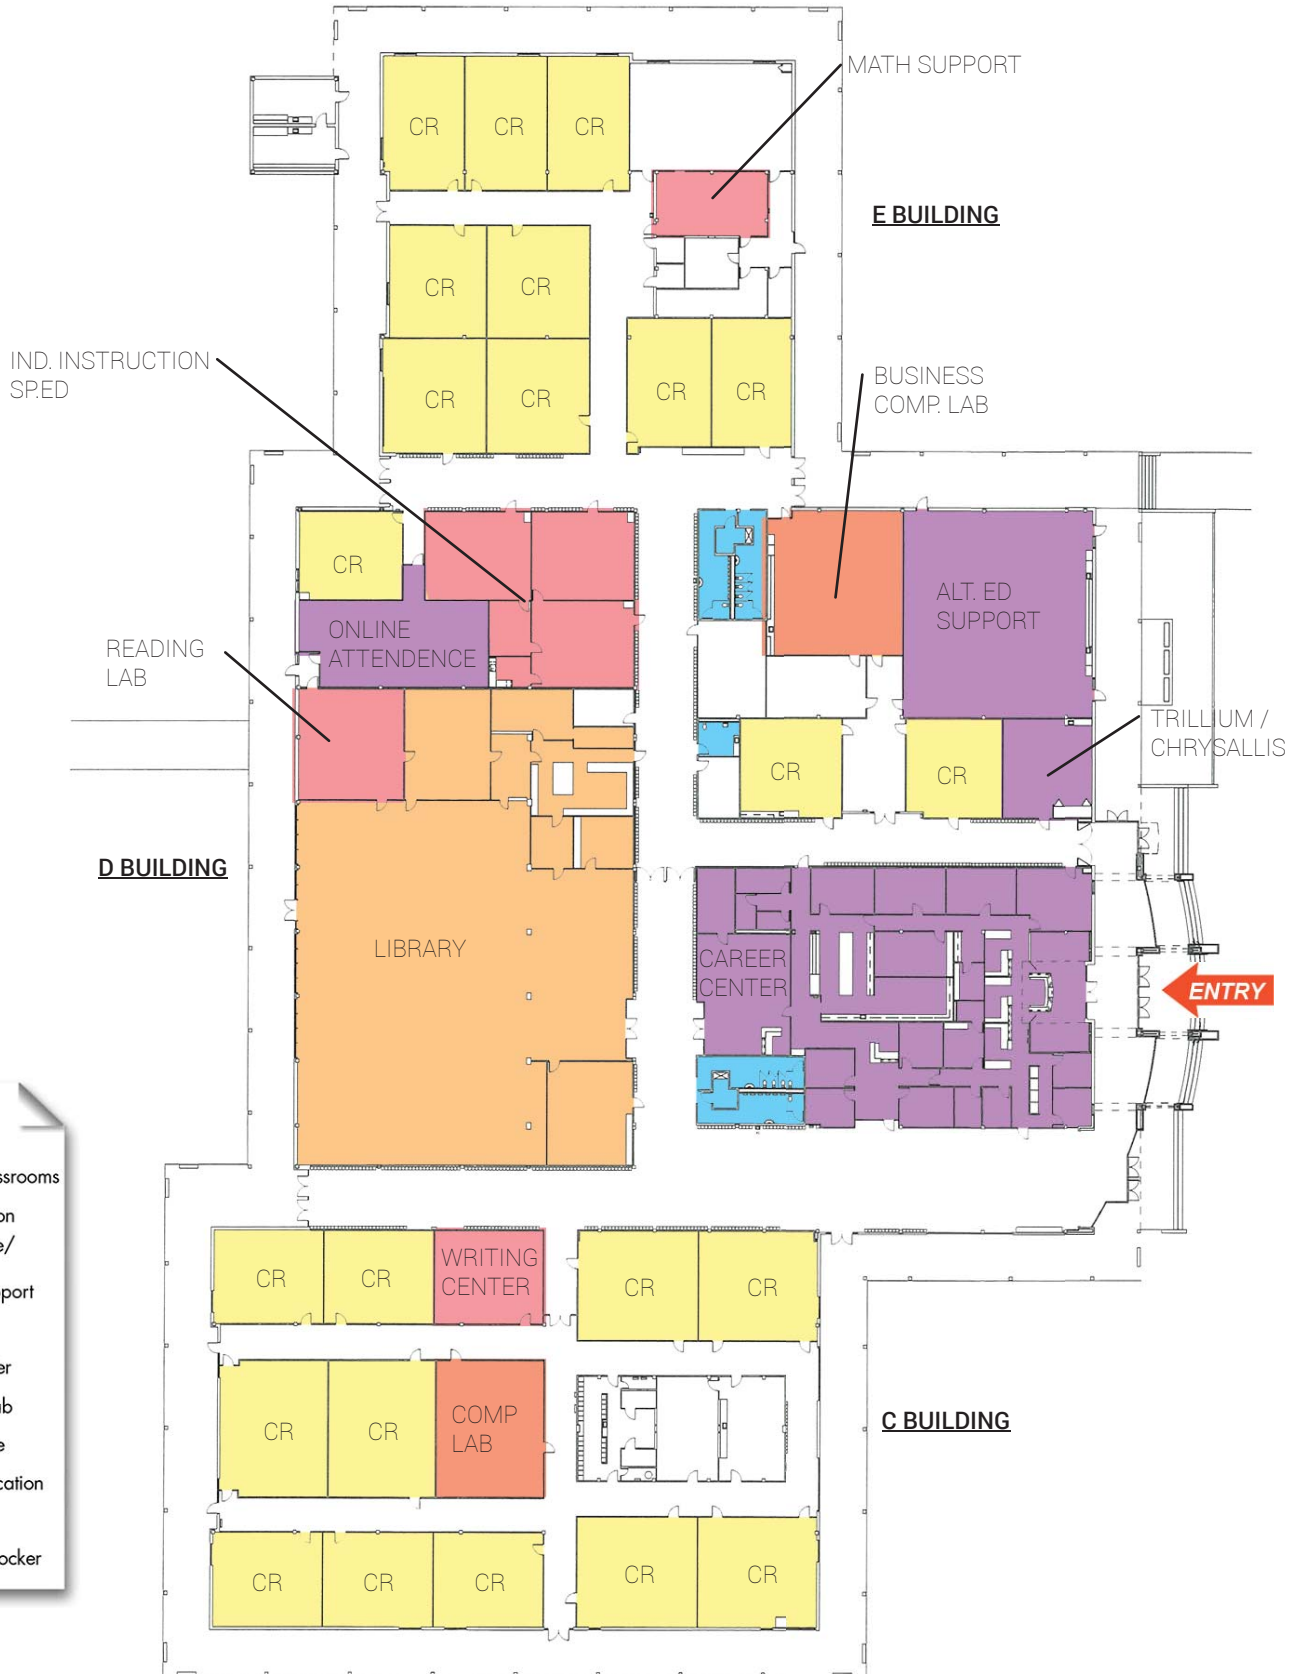 MATH SUPPORT
CR
CR
CR
E BUILDING
CR
CR
IND. INSTRUCTION
SP.ED
CR
CR
CR
CR
BUSINESS
COMP. LAB
CR
ONLINE
ATTENDENCE
ALT. ED
SUPPORT
READING
LAB
TRILLIUM /
CHRYSALLIS
CR
CR
D BUILDING
LIBRARY
CAREER
CENTER
ENTRY
CR
CR
WRITING
CENTER
CR
CR
CR
CR
COMP
LAB
C BUILDING
CR
CR
CR
CR
CR
ssrooms
on
e/
port
er
ab
e
cation
ocker